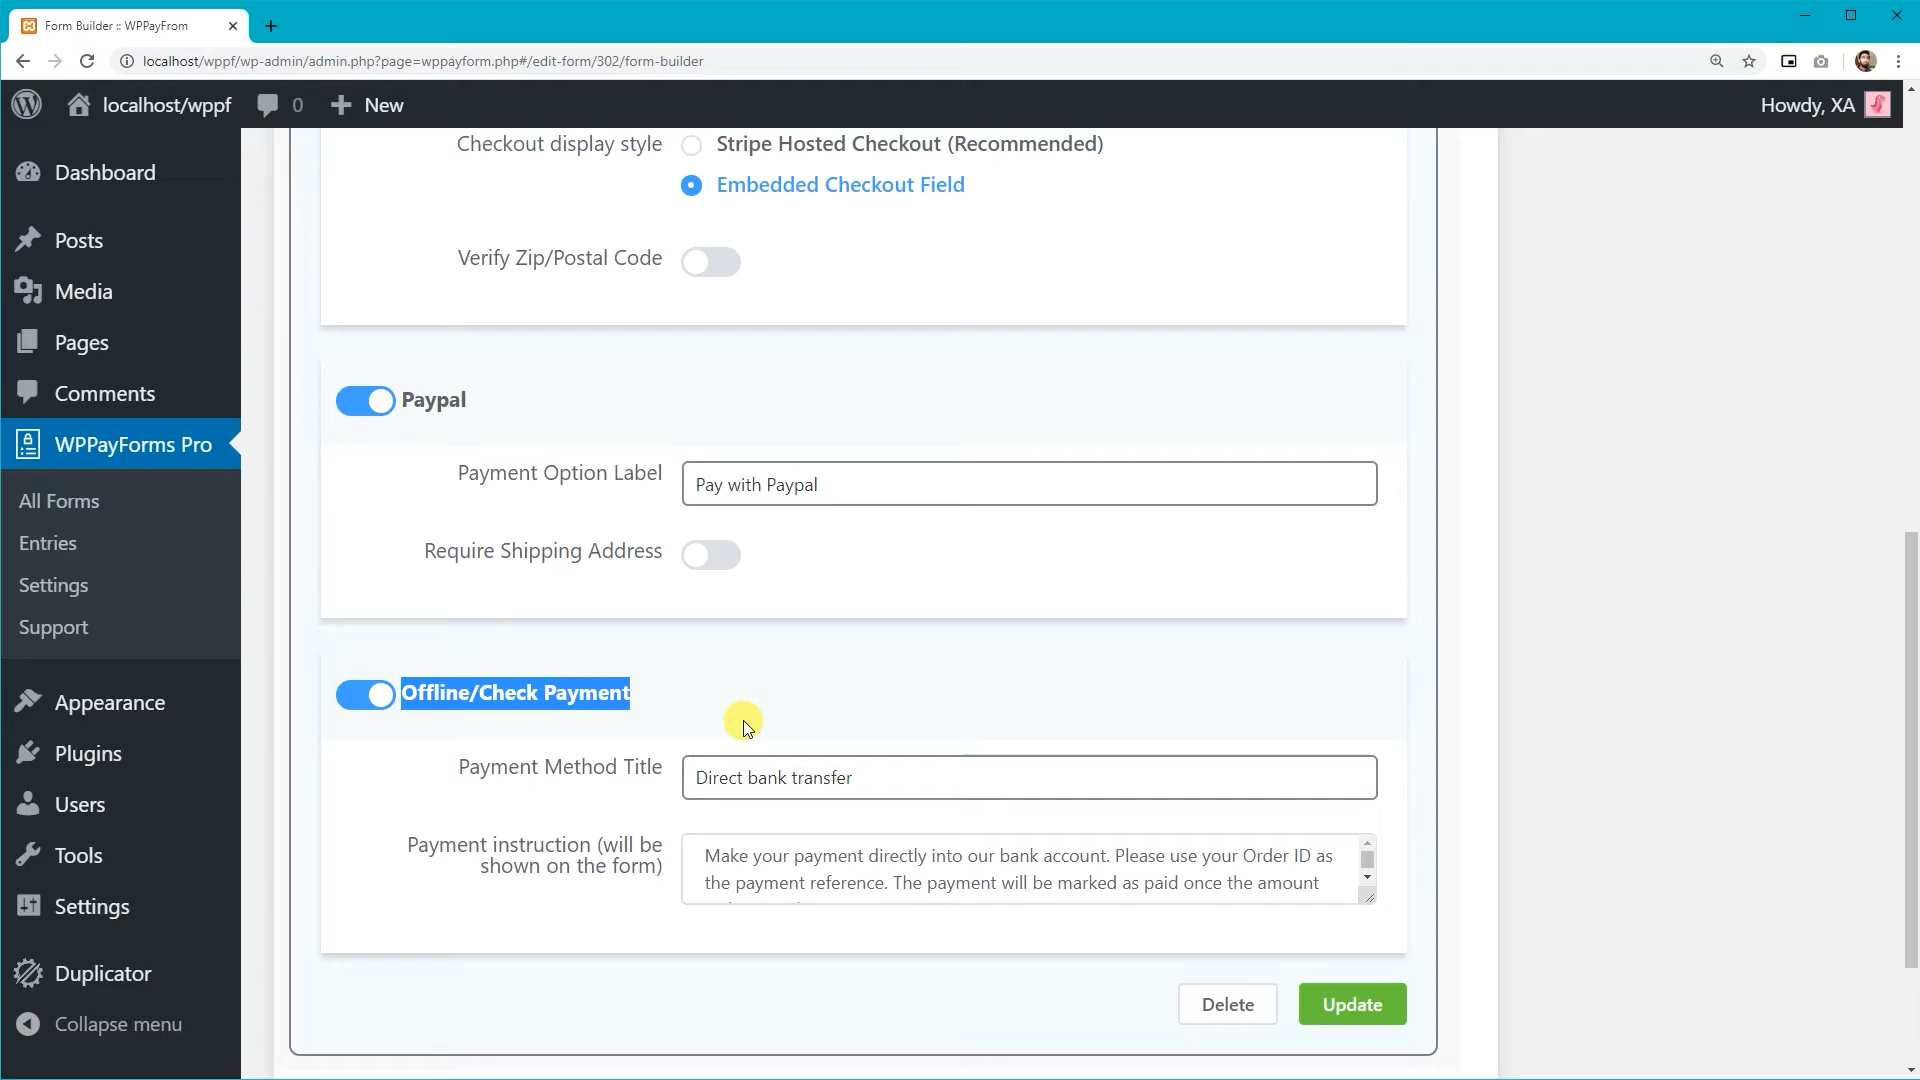 Form Builder :: WPPayFrom
localhost/wppf/wp-admin/admin.php?page=wppayform.php#/edit-form/302/form-builder
localhost/wppf
0
New
Howdy, XA
Dashboard
Posts
Media
Pages
Comments
WPPayForms Pro
All Forms
Entries
Settings
Support
Appearance
Plugins
Users
Tools
Settings
Duplicator
Collapse menu
Checkout display style
Stripe Hosted Checkout (Recommended)
Embedded Checkout Field
Verify Zip/Postal Code
Paypal
Payment Option Label
Pay with Paypal
Require Shipping Address
Offline/Check Payment
Payment Method Title
Direct bank transfer
Payment instruction (will be
shown on the form)
Make your payment directly into our bank account. Please use your Order ID as
the payment reference. The payment will be marked as paid once the amount
Delete
Update